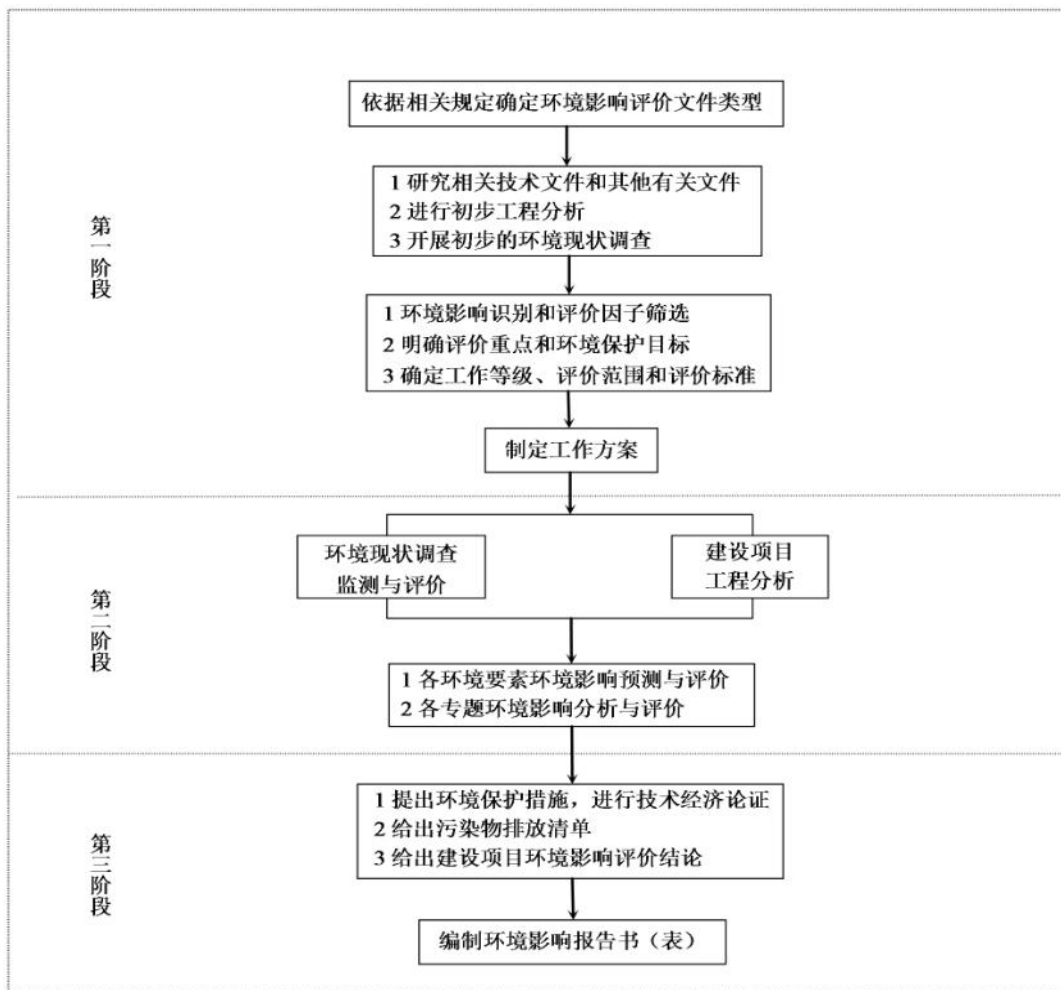 依据相关规定确定环境影响评价文件类型
1 研究相关技术文件和其他有关文件
2 进行初步工程分析
3 开展初步的环境现状调查
第一阶段
1 环境影响识别和评价因子筛选
2 明确评价重点和环境保护目标
3 确定工作等级、评价范围和评价标准
制定工作方案
环境现状调查
监测与评价
建设项目
工程分析
第二阶段
1 各环境要素环境影响预测与评价
2 各专题环境影响分析与评价
1 提出环境保护措施，进行技术经济论证
2 给出污染物排放清单
3 给出建设项目环境影响评价结论
第三阶段
编制环境影响报告书（表）